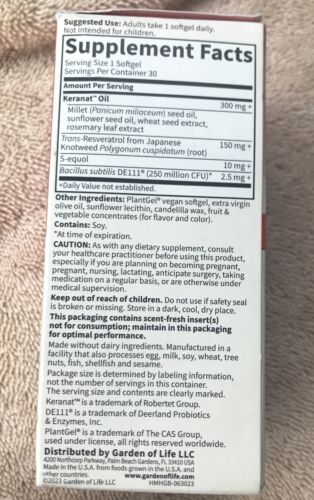 Suggested Use: Adults take 1 softgel daily.
Not intended for children.
Supplement Facts
Serving Size 1 Softgel
Servings Per Container 30
Amount Per Serving
Keranat™ Oil 300 mg +
Millet (Panicum miliaceum) seed oil,
sunflower seed oil, wheat seed extract,
rosemary leaf extract
Trans-Resveratrol from Japanese 150 mg +
Knotweed Polygonum cuspidatum (root)
S-equol 10 mg +
Bacillus subtilis DE111® (250 million CFU)* 2.5 mg +
+Daily Value not established.
Other Ingredients: PlantGel® vegan softgel, extra virgin
olive oil, sunflower lecithin, candelilla wax, fruit &
vegetable concentrates (for flavor and color).
Contains: Soy.
*At time of expiration.
CAUTION: As with any dietary supplement, consult
your healthcare practitioner before using this product,
especially if you are planning on becoming pregnant,
pregnant, nursing, lactating, anticipate surgery, taking
medication on a regular basis, or are otherwise under
medical supervision.
Keep out of reach of children. Do not use if safety seal
is broken or missing. Store in a dark, cool, dry place.
This packaging contains scent-fresh insert(s)
not for consumption; maintain in this packaging
for optimal performance.
Made without dairy ingredients. Manufactured in a
facility that also processes egg, milk, soy, wheat, tree
nuts, fish, shellfish and sesame.
Package size is determined by labeling information,
not the number of servings in this container.
The serving size and contents are clearly marked.
Keranat™ is a trademark of Robertet Group.
DE111® is a trademark of Deerland Probiotics
& Enzymes, Inc.
PlantGel® is a trademark of The CAS Group,
used under license, all rights reserved worldwide.
Distributed by Garden of Life LLC
4200 Northcorp Parkway, Palm Beach Gardens, FL 33410 USA
Made in the U.S.A. from foods grown in the U.S.A. and
other countries.
www.gardenoflife.com
©2023 Garden of Life LLC HMHGB-063023